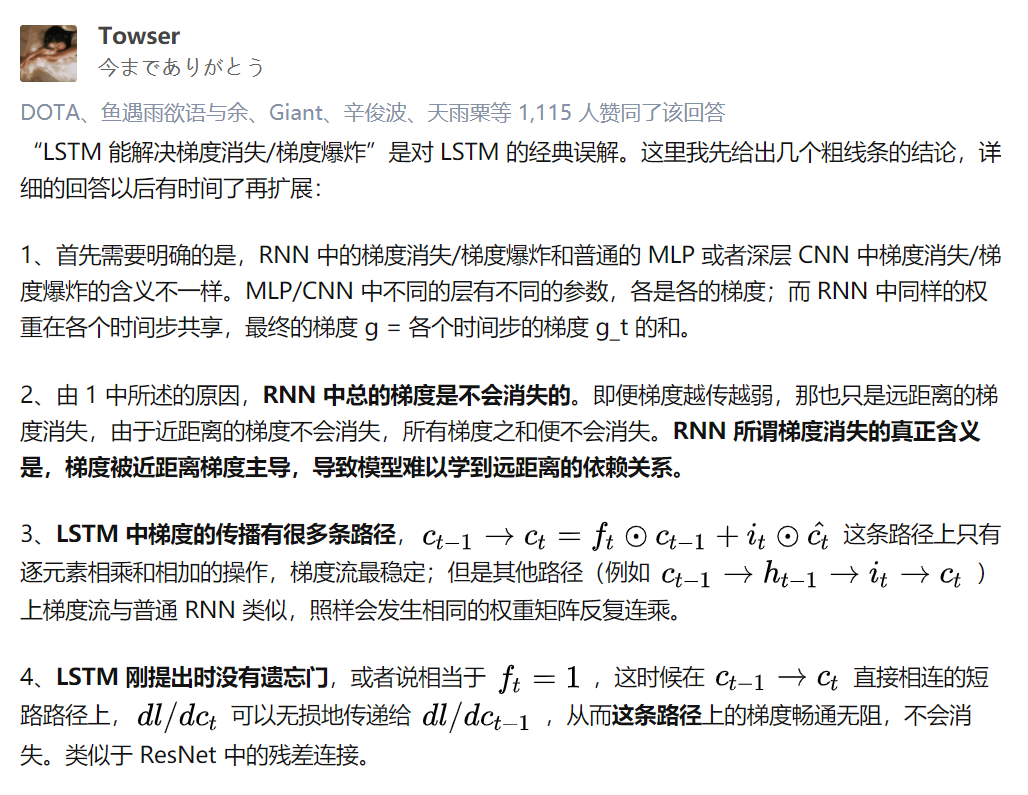 Towser
今までありがとう
DOTA、鱼遇雨欲语与余、Giant、辛俊波、天雨粟等 1,115 人赞同了该回答
“LSTM 能解决梯度消失/梯度爆炸”是对 LSTM 的经典误解。这里我先给出几个粗线条的结论，详
细的回答以后有时间了再扩展：
1、首先需要明确的是，RNN 中的梯度消失/梯度爆炸和普通的 MLP 或者深层 CNN 中梯度消失/梯
度爆炸的含义不一样。MLP/CNN 中不同的层有不同的参数，各是各的梯度；而 RNN 中同样的权
重在各个时间步共享，最终的梯度 g = 各个时间步的梯度 g_t 的和。
2、由 1 中所述的原因，RNN 中总的梯度是不会消失的。即便梯度越传越弱，那也只是远距离的梯
度消失，由于近距离的梯度不会消失，所有梯度之和便不会消失。RNN 所谓梯度消失的真正含义
是，梯度被近距离梯度主导，导致模型难以学到远距离的依赖关系。
3、LSTM 中梯度的传播有很多条路径，$c_{t-1} \rightarrow c_t = f_t \odot c_{t-1} + i_t \odot \hat{c_t}$ 这条路径上只有
逐元素相乘和相加的操作，梯度流最稳定；但是其他路径（例如 $c_{t-1} \rightarrow h_{t-1} \rightarrow i_t \rightarrow c_t$ ）
上梯度流与普通 RNN 类似，照样会发生相同的权重矩阵反复连乘。
4、LSTM 刚提出时没有遗忘门，或者说相当于 $f_t = 1$ ，这时候在 $c_{t-1} \rightarrow c_t$ 直接相连的短
路路径上，$dl/dc_t$ 可以无损地传递给 $dl/dc_{t-1}$ ，从而这条路径上的梯度畅通无阻，不会消
失。类似于 ResNet 中的残差连接。